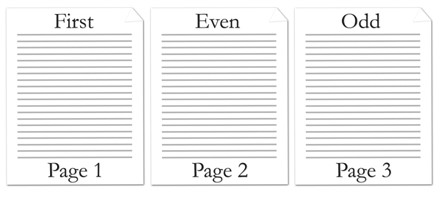 First
Page 1
Even
Page 2
Odd
Page 3